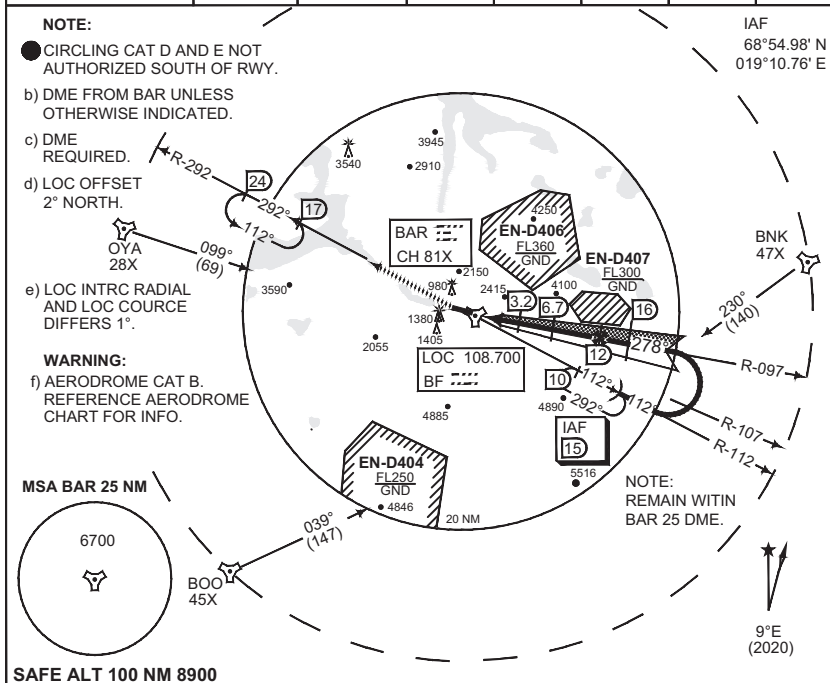 NOTE:
CIRCLING CAT D AND E NOT
AUTHORIZED SOUTH OF RWY.
b) DME FROM BAR UNLESS
OTHERWISE INDICATED.
c) DME
REQUIRED.
d) LOC OFFSET
2° NORTH.
e) LOC INTRC RADIAL
AND LOC COURCE
DIFFERS 1°.
WARNING:
f) AERODROME CAT B.
REFERENCE AERODROME
CHART FOR INFO.
IAF
68°54.98' N
019°10.76' E
R-292
24
292°
17
112°
OYA
28X
099°
(69)
3540
3945
2910
3590
BAR
CH 81X
2150
980
1380
1405
2055
4250
EN-D406
FL360
GND
EN-D407
FL300
GND
2415
4100
3.2
6.7
16
12
278°
LOC 108.700
BF
10
112°
292°
112°
4890
4885
IAF
15
5516
BNK
47X
230°
(140)
R-097
R-107
R-112
NOTE:
REMAIN WITIN
BAR 25 DME.
EN-D404
FL250
GND
4846
20 NM
039°
(147)
BOO
45X
MSA BAR 25 NM
6700
9°E
(2020)
SAFE ALT 100 NM 8900